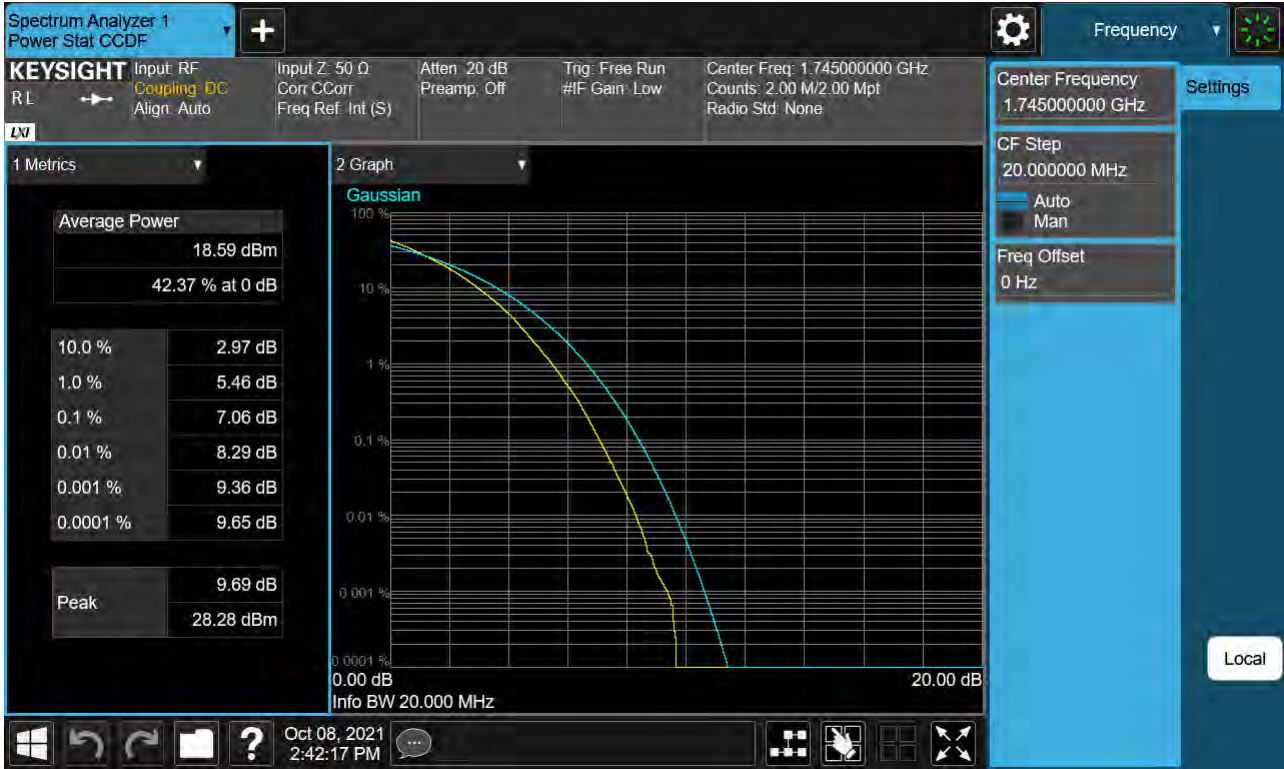 Spectrum Analyzer 1
Power Stat CCDF
+
Frequency
KEYSIGHT
R L
LXI
Input: RF
Coupling: DC
Align: Auto
Input Z: 50 Ω
Corr CCorr
Freq Ref: Int (S)
Atten: 20 dB
Preamp: Off
Trig: Free Run
#IF Gain: Low
Center Freq: 1.745000000 GHz
Counts: 2.00 M/2.00 Mpt
Radio Std: None
Center Frequency
1.745000000 GHz
Settings
CF Step
20.000000 MHz
Auto
Man
Freq Offset
0 Hz
1 Metrics
Average Power
18.59 dBm
42.37 % at 0 dB
10.0 % 2.97 dB
1.0 % 5.46 dB
0.1 % 7.06 dB
0.01 % 8.29 dB
0.001 % 9.36 dB
0.0001 % 9.65 dB
Peak 9.69 dB
28.28 dBm
2 Graph
Gaussian
100 %
10 %
1 %
0.1 %
0.01 %
0.001 %
0.0001 %
0.00 dB 20.00 dB
Info BW 20.000 MHz
Local
?
Oct 08, 2021
2:42:17 PM